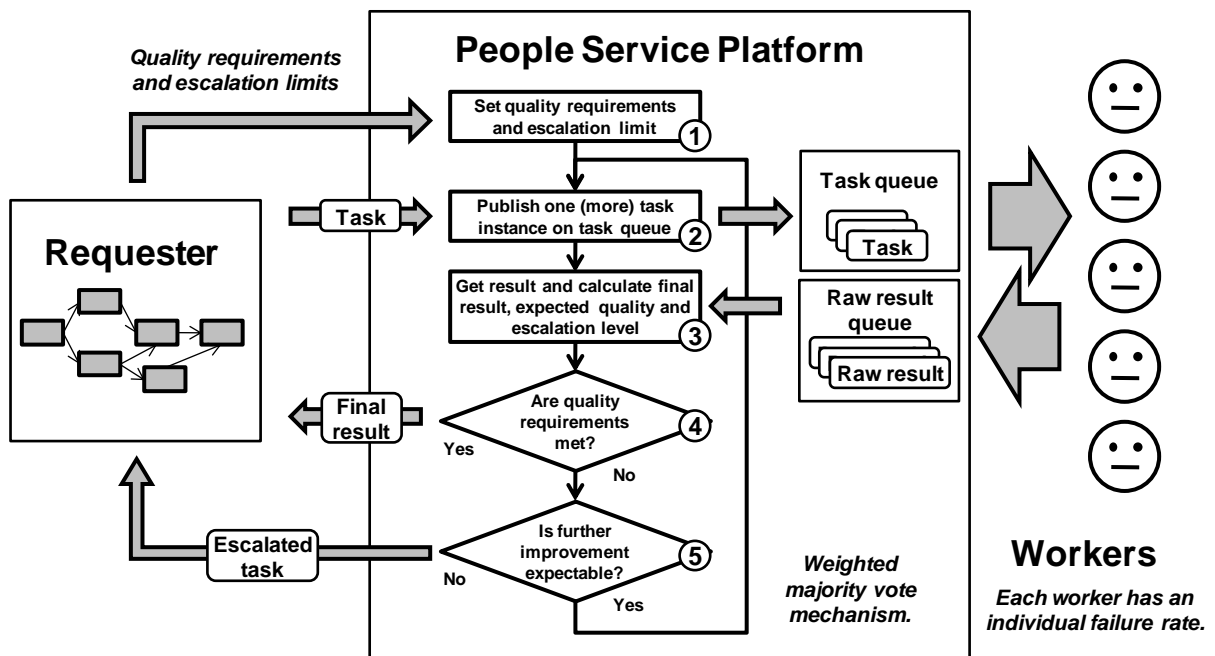 People Service Platform
Quality requirements
and escalation limits
Set quality requirements
and escalation limit
1
Task
Publish one (more) task
instance on task queue
2
Task queue
Task
Requester
Get result and calculate final
result, expected quality and
escalation level
3
Raw result
queue
Raw result
Final
result
Are quality
requirements
met?
4
Yes
No
Escalated
task
Is further
improvement
expectable?
5
No
Yes
Weighted
majority vote
mechanism.
Workers
Each worker has an
individual failure rate.